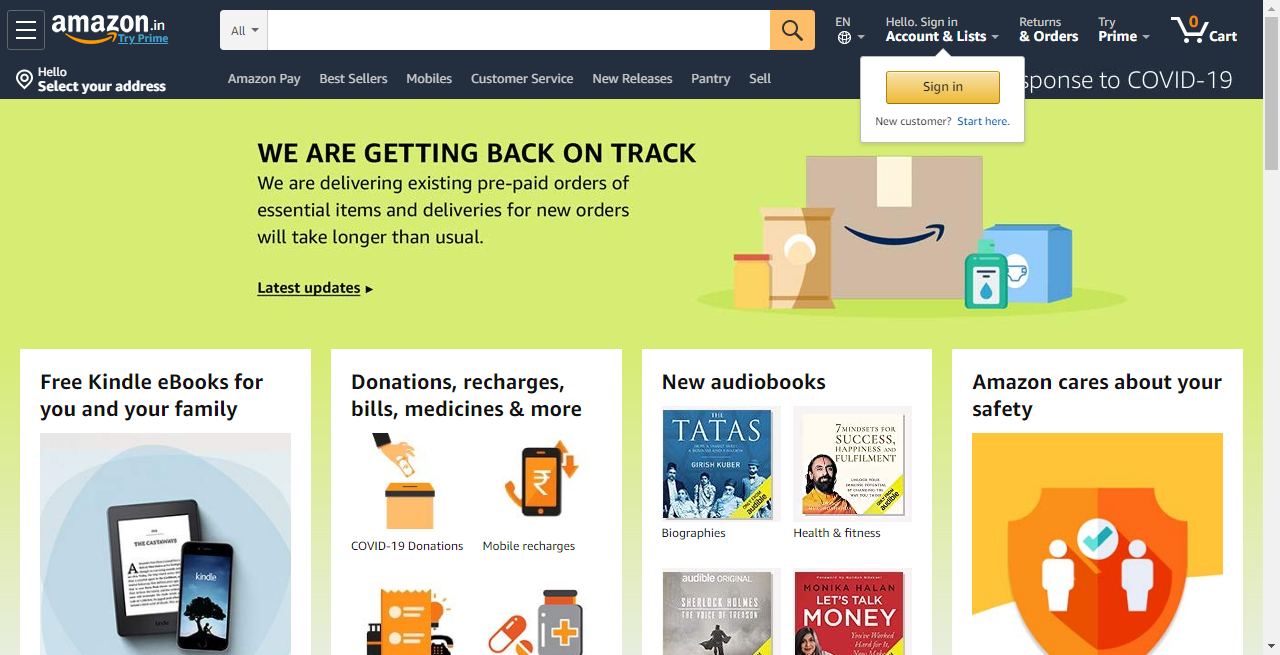 amazon.in
Try Prime
All
EN
Hello. Sign in
Account & Lists
Returns
& Orders
Try
Prime
0
Cart
Hello
Select your address
Amazon Pay
Best Sellers
Mobiles
Customer Service
New Releases
Pantry
Sell
sponse to COVID-19
Sign in
New customer? Start here.
WE ARE GETTING BACK ON TRACK
We are delivering existing pre-paid orders of
essential items and deliveries for new orders
will take longer than usual.
Latest updates
Free Kindle eBooks for
you and your family
THE CASTAWAYS
kindle
Donations, recharges,
bills, medicines & more
COVID-19 Donations
Mobile recharges
New audiobooks
THE
TATAS
GIRISH KUBER
ONLY FROM
audible
Biographies
7 MINDSETS FOR
SUCCESS,
HAPPINESS AND
FULFILMENT
ONLY FROM
audible
Health & fitness
audible ORIGINAL
SHERLOCK HOLMES
THE VOICE OF TREASON
MONIKA HALAN
LET'S TALK
MONEY
You've Worked
Hard for It,
Amazon cares about your
safety